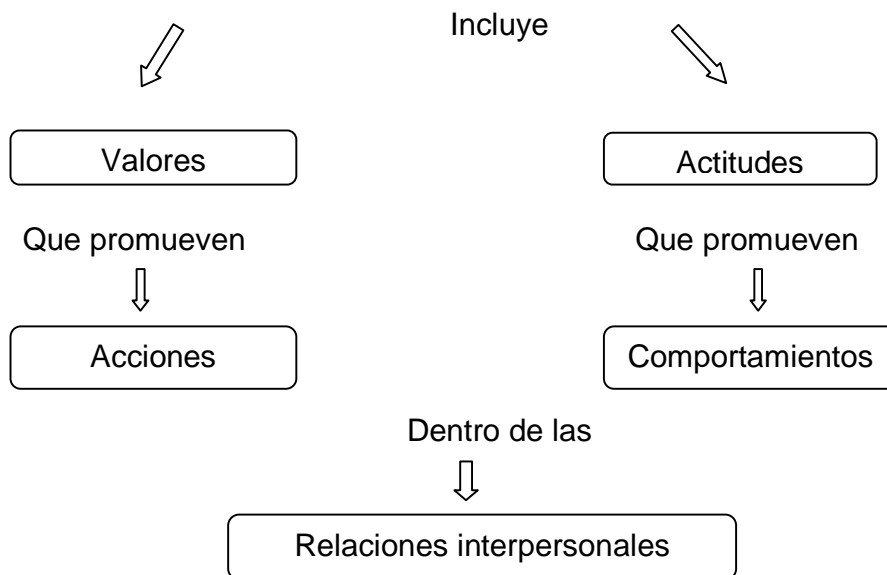 Incluye
Valores
Actitudes
Que promueven
Que promueven
Acciones
Comportamientos
Dentro de las
Relaciones interpersonales